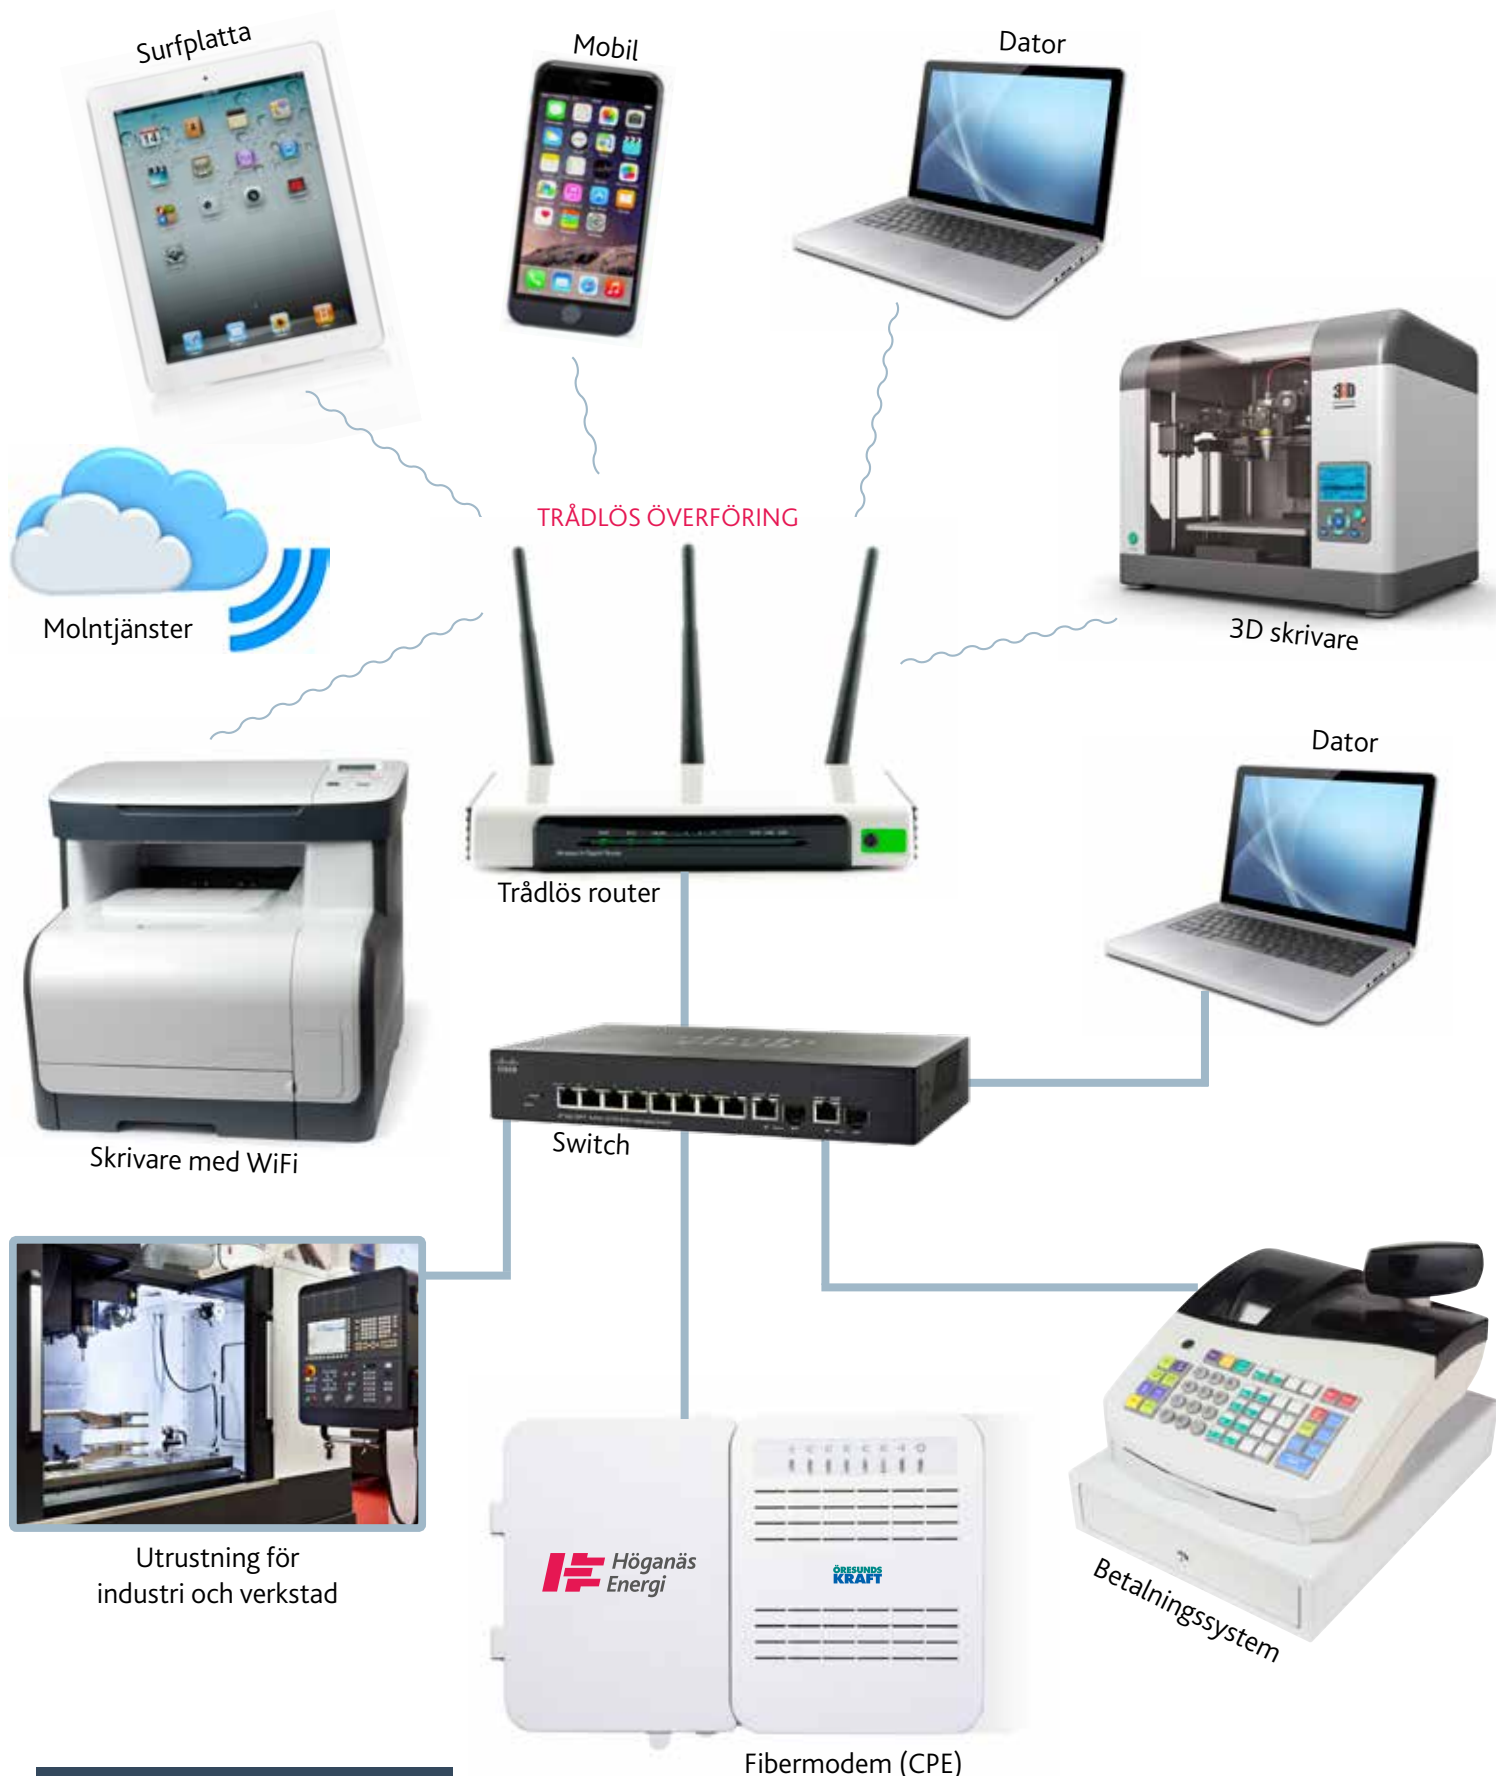 Surfplatta
Mobil
Dator
TRÅDLÖS ÖVERFÖRING
Molntjänster
3D
3D skrivare
Dator
Trådlös router
Switch
Skrivare med WiFi
Utrustning för
industri och verkstad
Höganäs
Energi
ÖRESUNDS
KRAFT
Betalningssystem
Fibermodem (CPE)